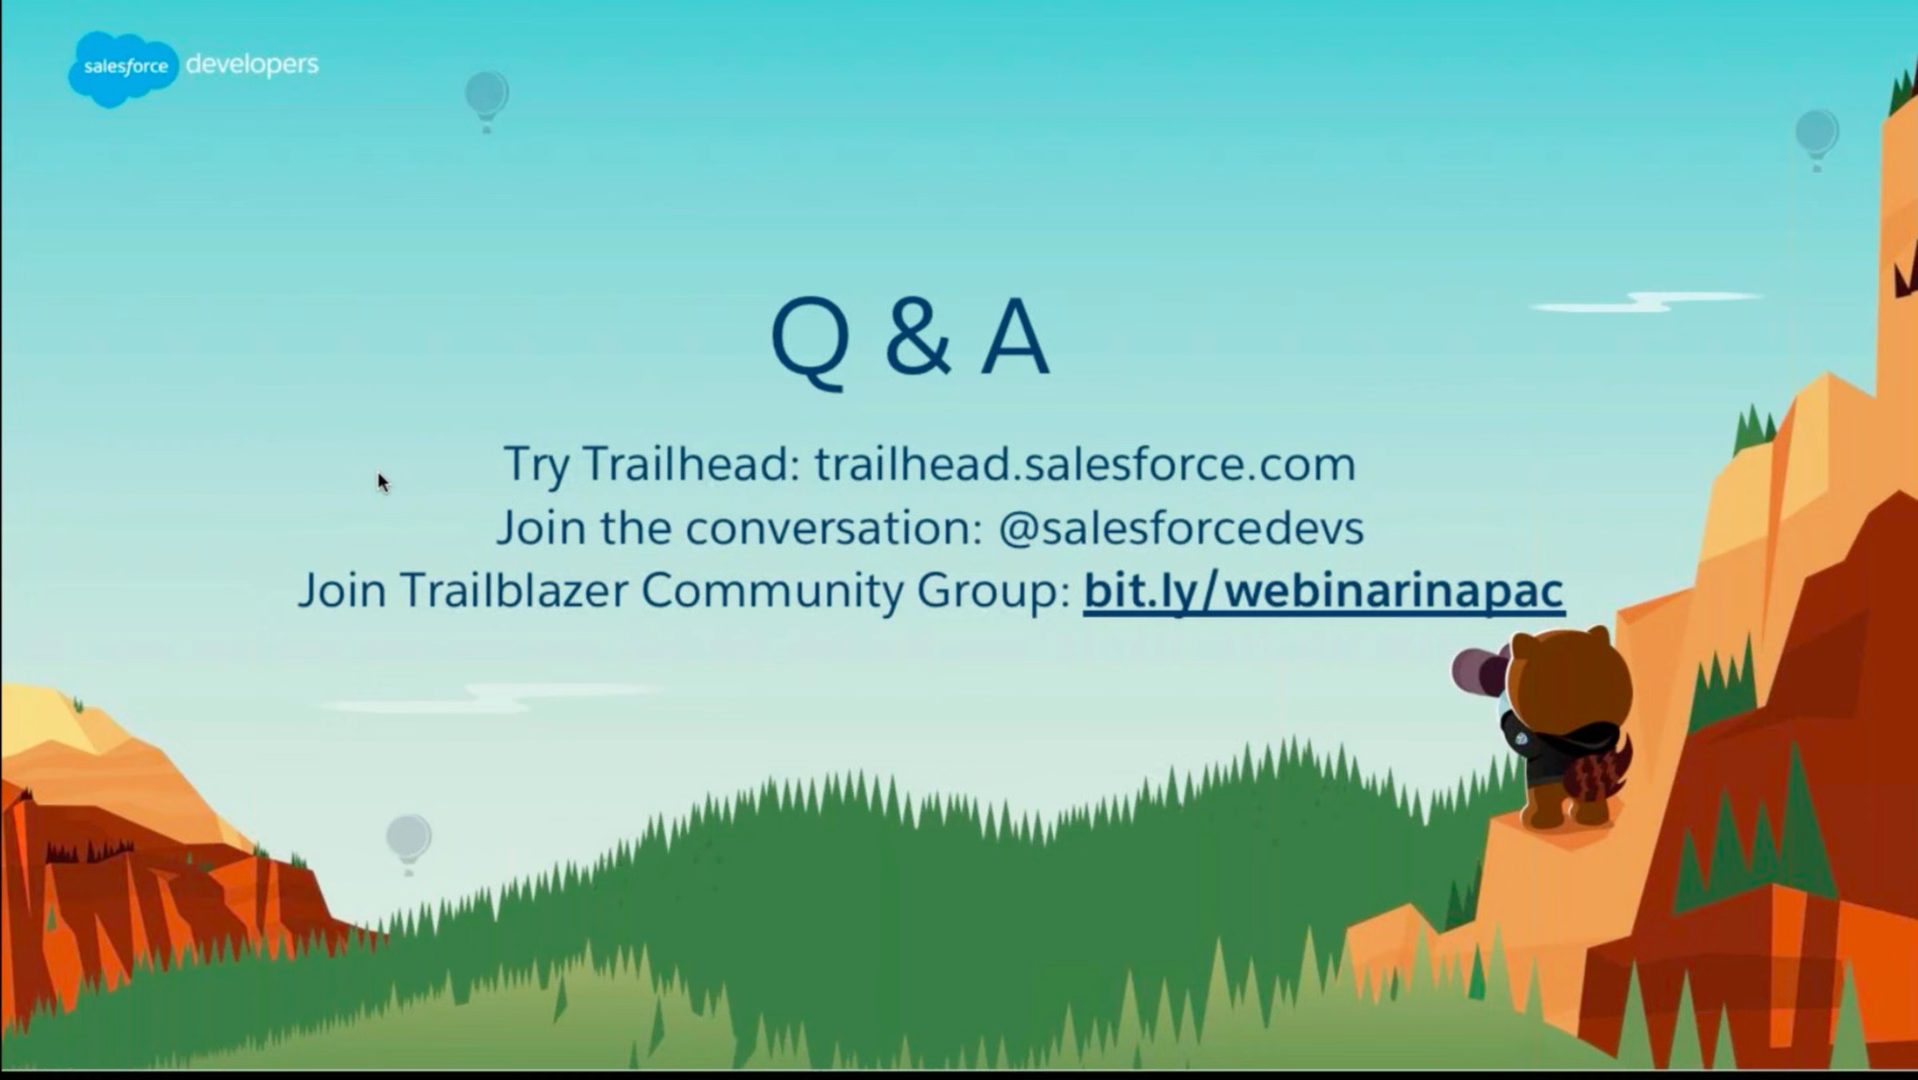 salesforce developers
Q & A
Try Trailhead: trailhead.salesforce.com
Join the conversation: @salesforcedevs
Join Trailblazer Community Group: bit.ly/webinarinapac